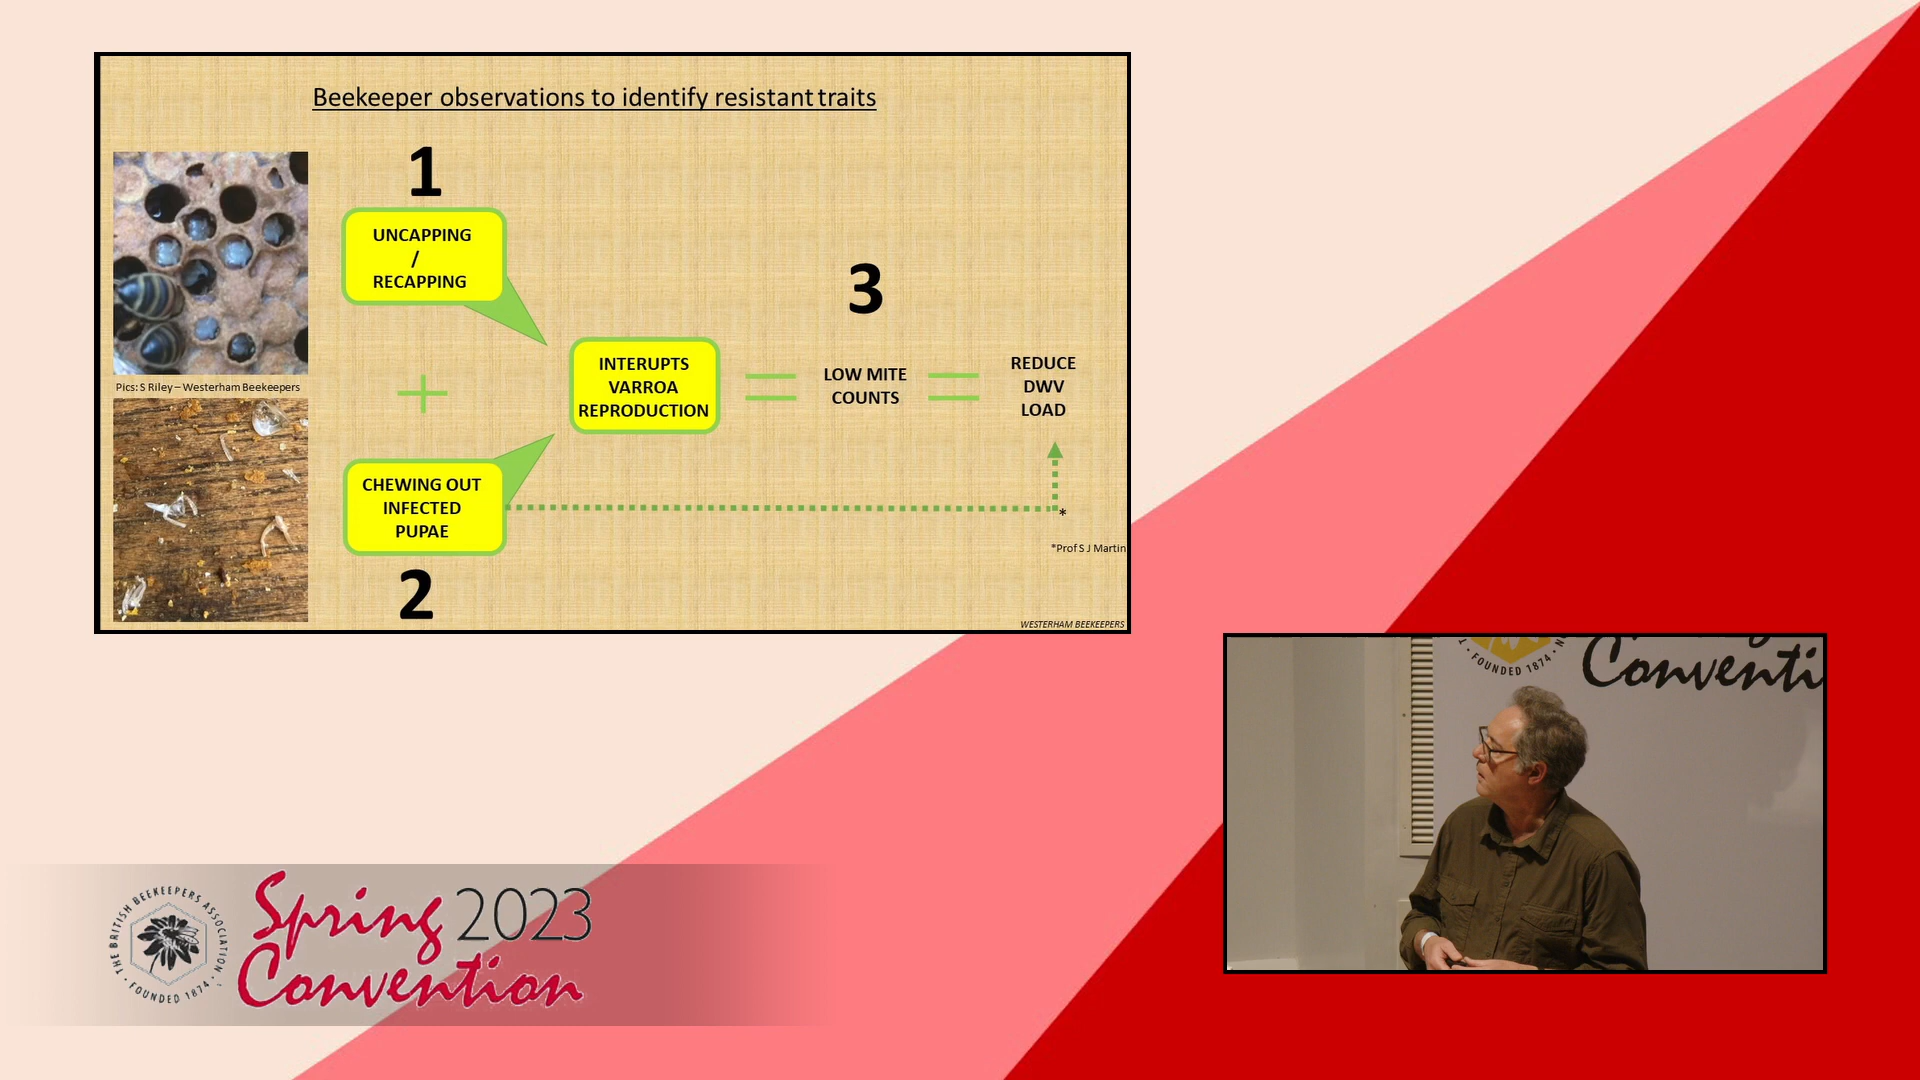 Beekeeper observations to identify resistant traits
1
UNCAPPING
/
RECAPPING
3
INTERUPTS
VARROA
REPRODUCTION
LOW MITE
COUNTS
REDUCE
DWV
LOAD
Pics: S Riley – Westerham Beekeepers
CHEWING OUT
INFECTED
PUPAE
*
*Prof S J Martin
2
WESTERHAM BEEKEEPERS
· FOUNDED 1874 ·
Conventi
THE BRITISH BEEKEEPERS ASSOCIATION
· FOUNDED 1874 ·
Spring 2023
Convention